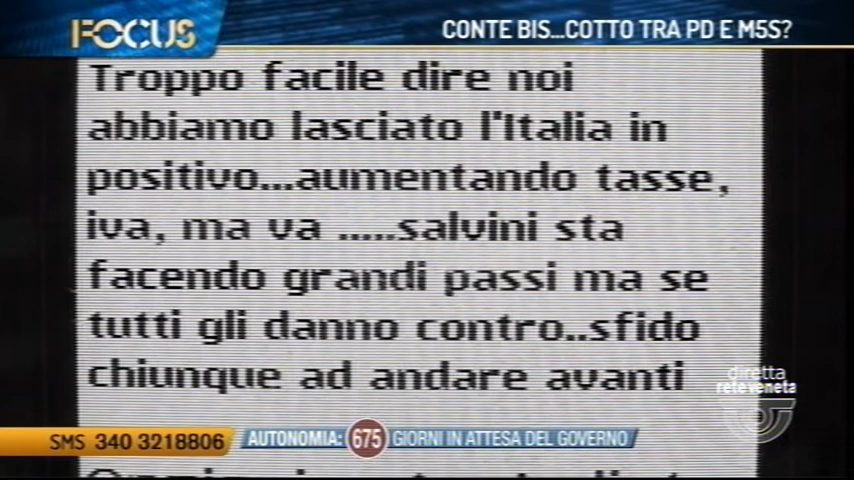 FOCUS
CONTE BIS...COTTO TRA PD E M5S?
Troppo facile dire noi
abbiamo lasciato l'Italia in
positivo...aumentando tasse,
iva, ma va .....salvini sta
facendo grandi passi ma se
tutti gli danno contro..sfido
chiunque ad andare avanti
diretta
reteveneta
SMS 340 3218806
AUTONOMIA: 675 GIORNI IN ATTESA DEL GOVERNO